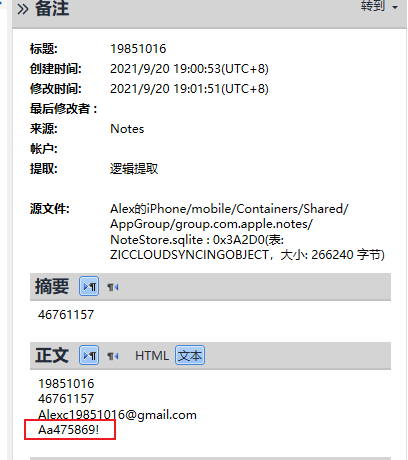 备注
转到
标题: 19851016
创建时间: 2021/9/20 19:00:53(UTC+8)
修改时间: 2021/9/20 19:01:51(UTC+8)
最后修改者 :
来源: Notes
帐户:
提取: 逻辑提取
源文件: Alex的iPhone/mobile/Containers/Shared/
AppGroup/group.com.apple.notes/
NoteStore.sqlite : 0x3A2D0(表:
ZICCLOUDSYNCINGOBJECT，大小: 266240 字节)
摘要
46761157
正文 HTML 文本
19851016
46761157
Alexc19851016@gmail.com
Aa475869!